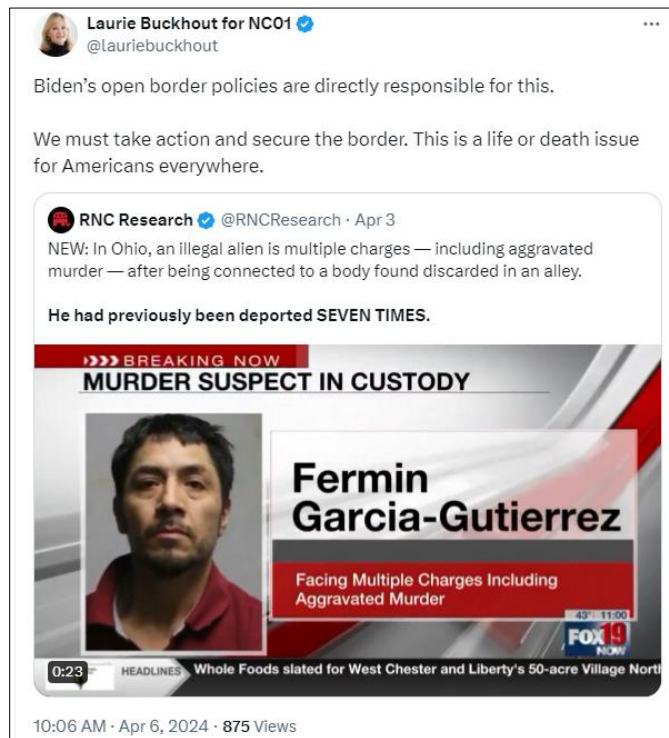 Laurie Buckhout for NC01
@lauriebuckhout
Biden's open border policies are directly responsible for this.
We must take action and secure the border. This is a life or death issue
for Americans everywhere.
RNC Research @RNCResearch · Apr 3
NEW: In Ohio, an illegal alien is multiple charges — including aggravated
murder — after being connected to a body found discarded in an alley.
He had previously been deported SEVEN TIMES.
BREAKING NOW
MURDER SUSPECT IN CUSTODY
Fermin
Garcia-Gutierrez
Facing Multiple Charges Including
Aggravated Murder
43° 11:00
FOX19
NOW
0:23
HEADLINES Whole Foods slated for West Chester and Liberty's 50-acre Village North
10:06 AM · Apr 6, 2024 · 875 Views